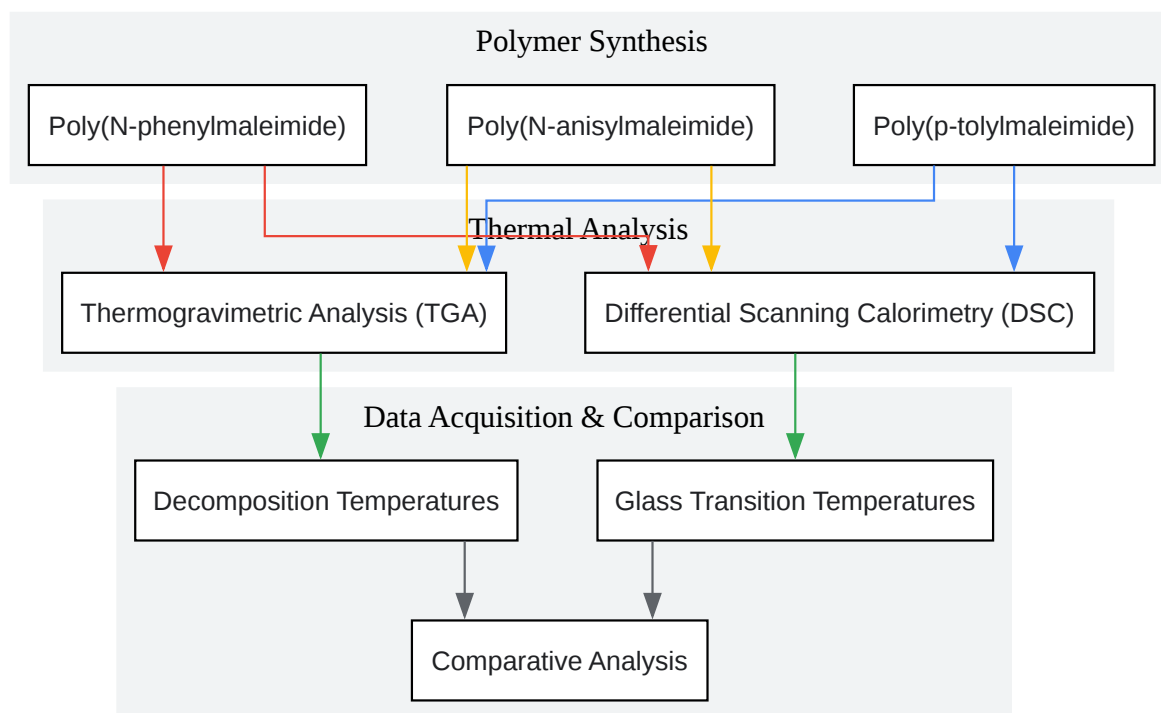 Polymer Synthesis
Poly(N-phenylmaleimide)
Poly(N-anisylmaleimide)
Poly(p-tolylmaleimide)
Thermal Analysis
Thermogravimetric Analysis (TGA)
Differential Scanning Calorimetry (DSC)
Data Acquisition & Comparison
Decomposition Temperatures
Glass Transition Temperatures
Comparative Analysis